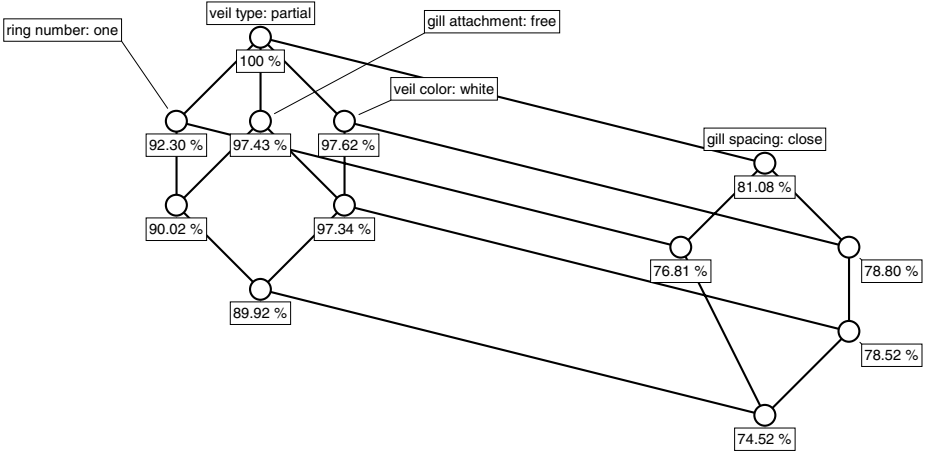 veil type: partial
ring number: one
gill attachment: free
100 %
veil color: white
92.30 %
97.43 %
97.62 %
gill spacing: close
81.08 %
90.02 %
97.34 %
76.81 %
78.80 %
89.92 %
78.52 %
74.52 %